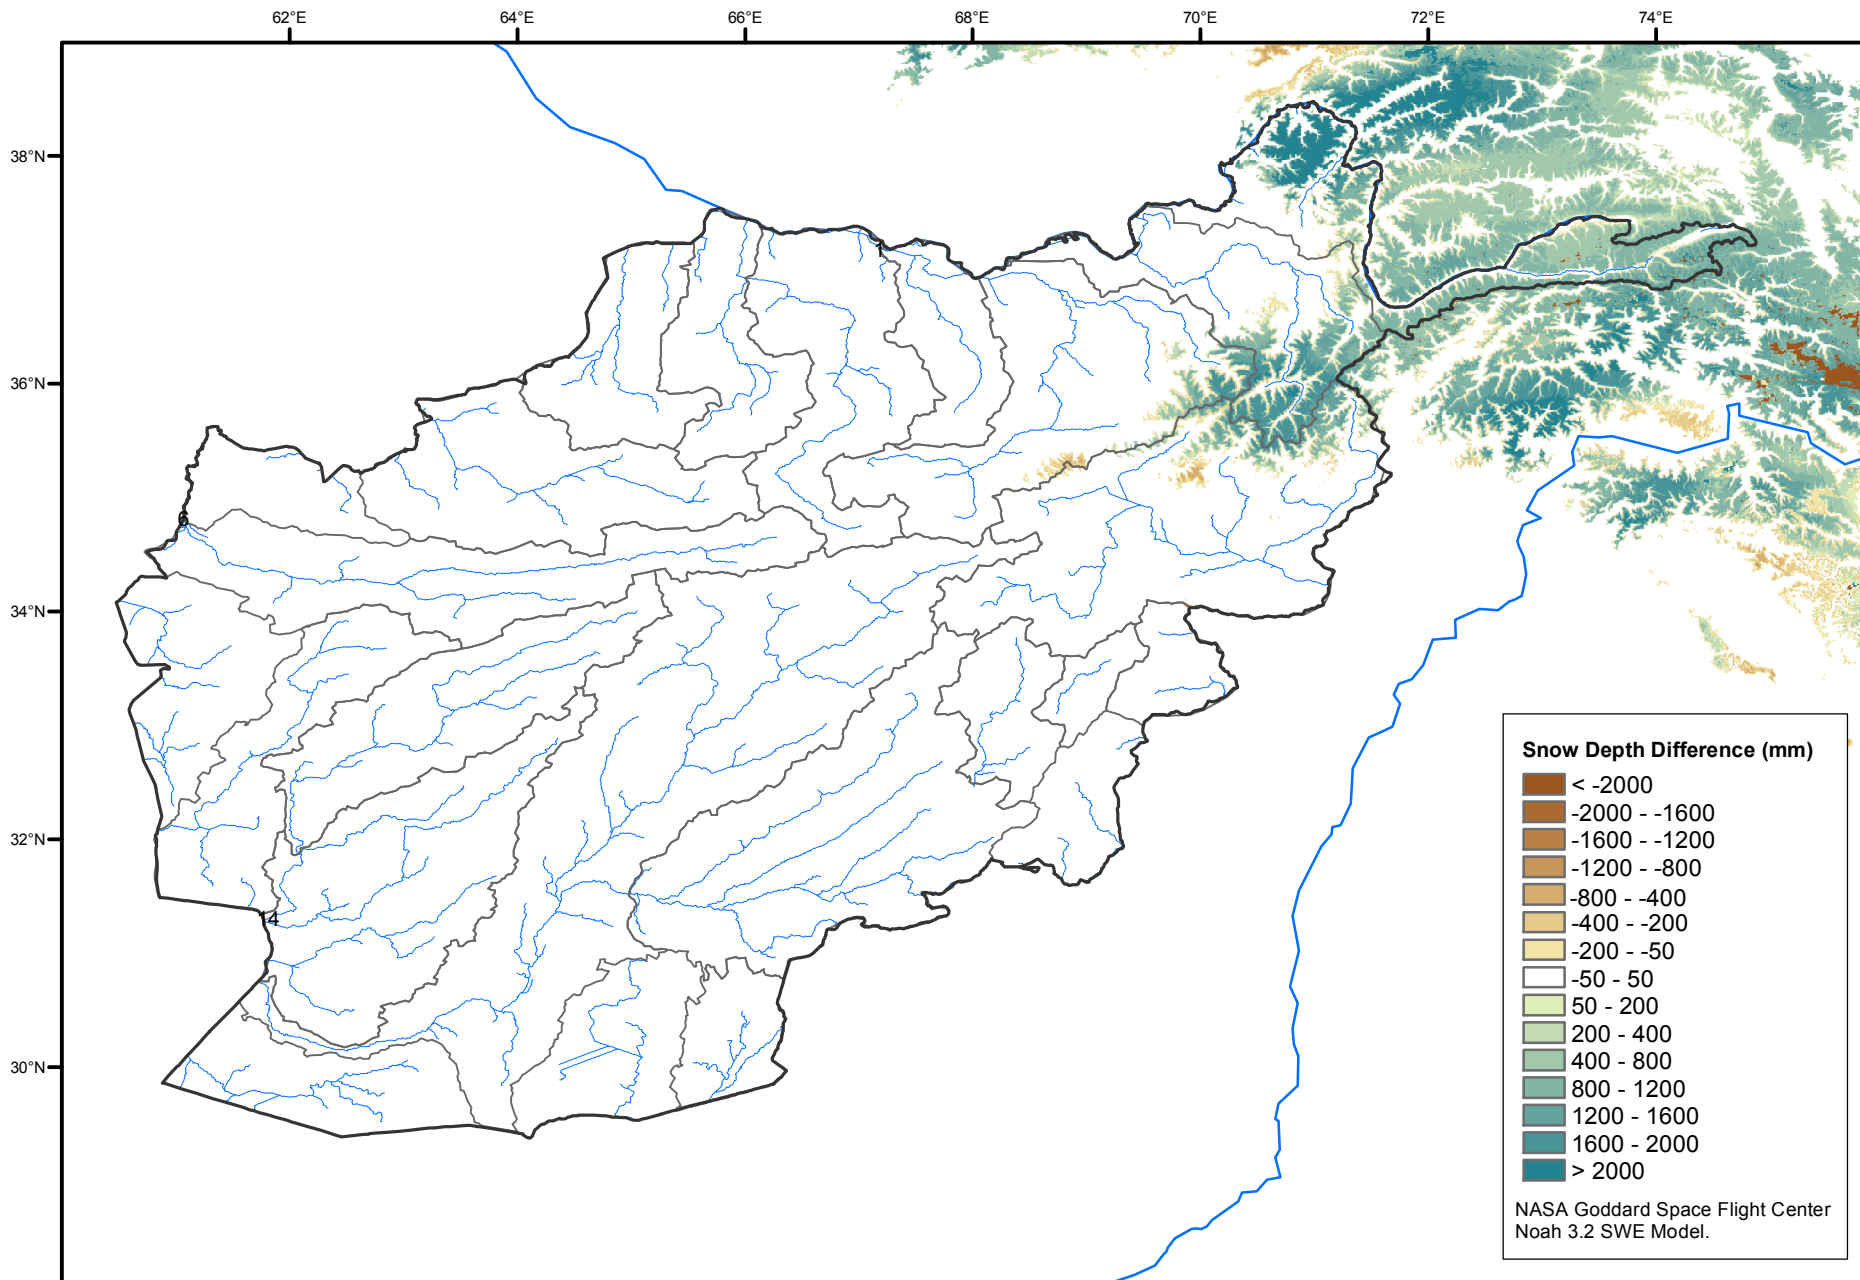 62°E 64°E 66°E 68°E 70°E 72°E 74°E
38°N
36°N
34°N
32°N
30°N
1
6
14
Snow Depth Difference (mm)
< -2000
-2000 - -1600
-1600 - -1200
-1200 - -800
-800 - -400
-400 - -200
-200 - -50
-50 - 50
50 - 200
200 - 400
400 - 800
800 - 1200
1200 - 1600
1600 - 2000
> 2000
NASA Goddard Space Flight Center
Noah 3.2 SWE Model.